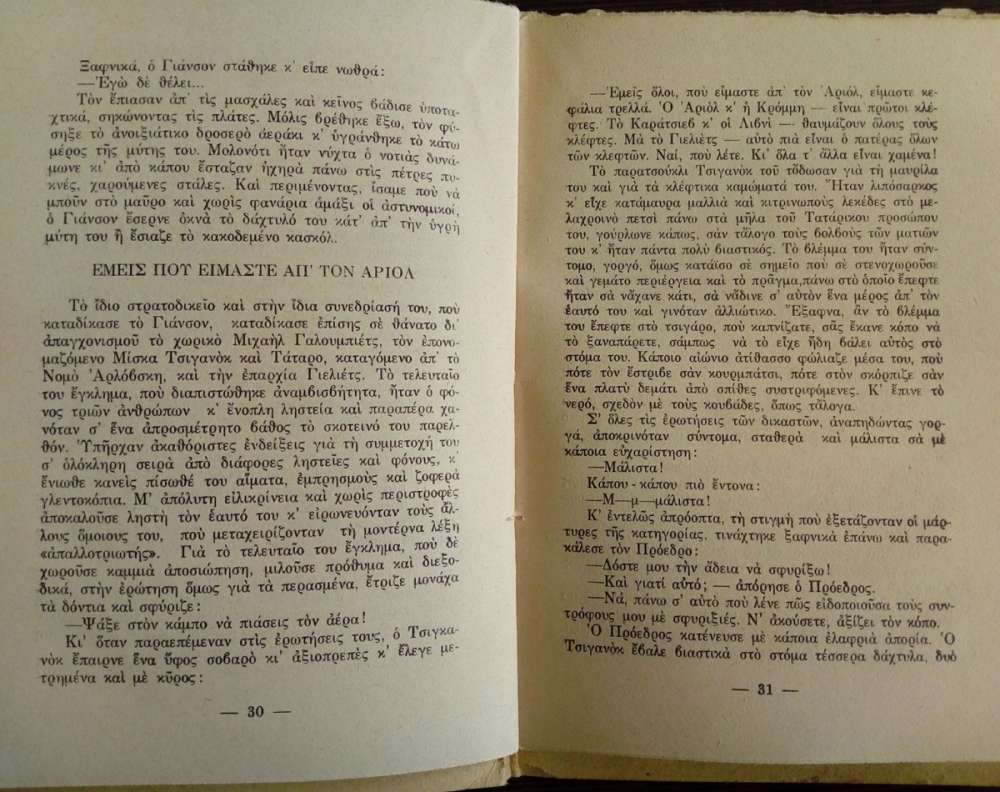 Ξαφνικά, ὁ Γιάνσον στάθηκε κ᾿ εἶπε νωθρά:
—Ἐγὼ δὲ θέλει...
Τὸν ἔπιασαν ἀπ᾿ τὶς μασχάλες καὶ κεῖνος βάδισε ὑποτα-
χτικά, σηκώνοντας τὶς πλάτες. Μόλις βρέθηκε ἔξω, τὸν φύ-
σηξε τὸ ἀνοιξιάτικο δροσερὸ ἀεράκι κ᾿ ὑγράνθηκε τὸ κάτω
μέρος τῆς μύτης του. Μολονότι ἦταν νύχτα ὁ νοτιὰς δυνά-
μωνε κι᾿ ἀπὸ κάπου ἔσταζαν ἠχηρὰ πάνω στὶς πέτρες πυ-
κνές, χαρούμενες στάλες. Καὶ περιμένοντας, ἴσαμε ποὺ νὰ
μποῦν στὸ μαῦρο καὶ χωρὶς φανάρια ἁμάξι οἱ ἀστυνομικοί,
ὁ Γιάνσον ἔσερνε ὀκνὰ τὸ δάχτυλό του κάτ᾿ ἀπ᾿ τὴν ὑγρὴ
μύτη του ἢ ἔσιαζε τὸ κακοδεμένο κασκόλ.
ΕΜΕΙΣ ΠΟΥ ΕΙΜΑΣΤΕ ΑΠ᾿ ΤΟΝ ΑΡΙΟΛ
Τὸ ἴδιο στρατοδικεῖο καὶ στὴν ἴδια συνεδρίασή του, ποὺ
καταδίκασε τὸ Γιάνσον, καταδίκασε ἐπίσης σὲ θάνατο δι᾿
ἀπαγχονισμοῦ τὸ χωρικὸ Μιχαὴλ Γαλουμπιέτς, τὸν ἐπονο-
μαζόμενο Μίσκα Τσιγανὸκ καὶ Τάταρο, καταγόμενο ἀπ᾿ τὸ
Νομὸ Ἀρλόβσκη, καὶ τὴν ἐπαρχία Γιελιέτς. Τὸ τελευταῖο
του ἔγκλημα, ποὺ διαπιστώθηκε ἀναμβισβήτητα, ἦταν ὁ φό-
νος τριῶν ἀνθρώπων κ᾿ ἔνοπλη ληστεία καὶ παραπέρα χα-
νόταν σ᾿ ἕνα ἀπροσμέτρητο βάθος τὸ σκοτεινό του παρελ-
θόν. Ὑπῆρχαν ἀκαθόριστες ἐνδείξεις γιὰ τὴ συμμετοχή του
σ᾿ ὁλόκληρη σειρὰ ἀπὸ διάφορες ληστεῖες καὶ φόνους, κ᾿
ἔνιωθε κανεὶς πίσωθέ του αἵματα, ἐμπρησμοὺς καὶ ζοφερὰ
γλεντοκόπια. Μ᾿ ἀπόλυτη εἰλικρίνεια καὶ χωρὶς περιστροφὲς
ἀποκαλοῦσε ληστὴ τὸν ἑαυτό του κ᾿ εἰρωνευόνταν τοὺς ἄλ-
λους ὅμοιους του, ποὺ μεταχειρίζονταν τὴ μοντέρνα λέξη
«ἀπαλλοτριωτής». Γιὰ τὸ τελευταῖο του ἔγκλημα, ποὺ δὲ
χωροῦσε καμμιὰ ἀποσιώπηση, μιλοῦσε πρόθυμα καὶ διεξο-
δικά, στὴν ἐρώτηση ὅμως γιὰ τὰ περασμένα, ἔτριζε μονάχα
τὰ δόντια καὶ σφύριζε:
—Ψάξε στὸν κάμπο νὰ πιάσεις τὸν ἀέρα!
Κι᾿ ὅταν παραεπέμεναν στὶς ἐρωτήσεις τους, ὁ Τσιγκα-
νὸκ ἔπαιρνε ἕνα ὕφος σοβαρὸ κι᾿ ἀξιοπρεπὲς κ᾿ ἔλεγε με-
τρημένα καὶ μὲ κῦρος:
— 30 —
—Ἐμεῖς ὅλοι, ποὺ εἴμαστε ἀπ᾿ τὸν Ἀριόλ, εἴμαστε κε-
φάλια τρελλά. Ὁ Ἀριὸλ κ᾿ ἡ Κρόμμη — εἶναι πρῶτοι κλέ-
φτες. Τὸ Καράτσιεβ κ᾿ οἱ Λιβνὶ — θαυμάζουν ὅλους τοὺς
κλέφτες. Μὰ τὸ Γιελιὲτς — αὐτὸ πιὰ εἶναι ὁ πατέρας ὅλων
τῶν κλεφτῶν. Ναί, ποὺ λέτε. Κι᾿ ὅλα τ᾿ ἄλλα εἶναι χαμένα!
Τὸ παρατσούκλι Τσιγανὸκ τοῦ τὄδωσαν γιὰ τὴ μαυρίλα
του καὶ γιὰ τὰ κλέφτικα καμώματά του. Ἤταν λιπόσαρκος
κ᾿ εἶχε κατάμαυρα μαλλιὰ καὶ κιτρινωποὺς λεκέδες στὸ με-
λαχροινὸ πετσὶ πάνω στὰ μῆλα τοῦ Τατάρικου προσώπου
του, γούρλωνε κάπως, σὰν τἄλογο τοὺς βολβοὺς τῶν ματιῶν
του κ᾿ ἦταν πάντα πολὺ βιαστικός. Τὸ βλέμμα του ἦταν σύν-
τομο, γοργό, ὅμως κατάϊσο σὲ σημεῖο ποὺ σὲ στενοχωροῦσε
καὶ γεμάτο περιέργεια καὶ τὸ πρᾶγμα,πάνω στὸ ὁποῖο ἔπεφτε
ἦταν σὰ νἄχανε κάτι, σὰ νἄδινε σ᾿ αὐτὸν ἕνα μέρος ἀπ᾿ τὸν
ἑαυτό του καὶ γινόταν ἀλλιώτικο. Ἔξαφνα, ἂν τὸ βλέμμα
του ἔπεφτε στὸ τσιγάρο, ποὺ καπνίζατε, σᾶς ἔκανε κόπο νὰ
τὸ ξαναπάρετε, σάμπως νὰ τὸ εἶχε ἤδη βάλει αὐτὸς στὸ
στόμα του. Κάποιο αἰώνιο ἀτίθασσο φώλιαζε μέσα του, ποὺ
πότε τὸν ἔστριβε σὰν κουρμπάτσι, πότε στὸν σκόρπιζε σὰν
ἕνα πλατὺ δεμάτι ἀπὸ σπίθες συστριφόμενες. Κ᾿ ἔπινε τὸ
νερό, σχεδὸν μὲ τοὺς κουβάδες, ὅπως τἄλογα.
Σ᾿ ὅλες τὶς ἐρωτήσεις τῶν δικαστῶν, ἀναπηδώντας γορ-
γά, ἀποκρινόταν σύντομα, σταθερὰ καὶ μάλιστα σὰ μὲ
κάποια εὐχαρίστηση:
—Μάλιστα!
Κάπου - κάπου πιὸ ἔντονα:
—Μ—μ—μάλιστα!
Κ᾿ ἐντελῶς ἀπρόοπτα, τὴ στιγμὴ ποὺ ἐξετάζονταν οἱ μάρ-
τυρες τῆς κατηγορίας, τινάχτηκε ξαφνικὰ ἐπάνω καὶ παρα-
κάλεσε τὸν Πρόεδρο:
—Δόστε μου τὴν ἄδεια νὰ σφυρίξω!
—Καὶ γιατί αὐτό; — ἀπόρησε ὁ Πρόεδρος.
—Νά, πάνω σ᾿ αὐτὸ ποὺ λένε πῶς εἰδοποιοῦσα τοὺς συν-
τρόφους μου μὲ σφυριξιές. Ν᾿ ἀκούσετε, ἀξίζει τὸν κόπο.
Ὁ Πρόεδρος κατένευσε μὲ κάποια ἐλαφριὰ ἀπορία. Ὁ
Τσιγανὸκ ἔβαλε βιαστικὰ στὸ στόμα τέσσερα δάχτυλα, δυὸ
— 31 —